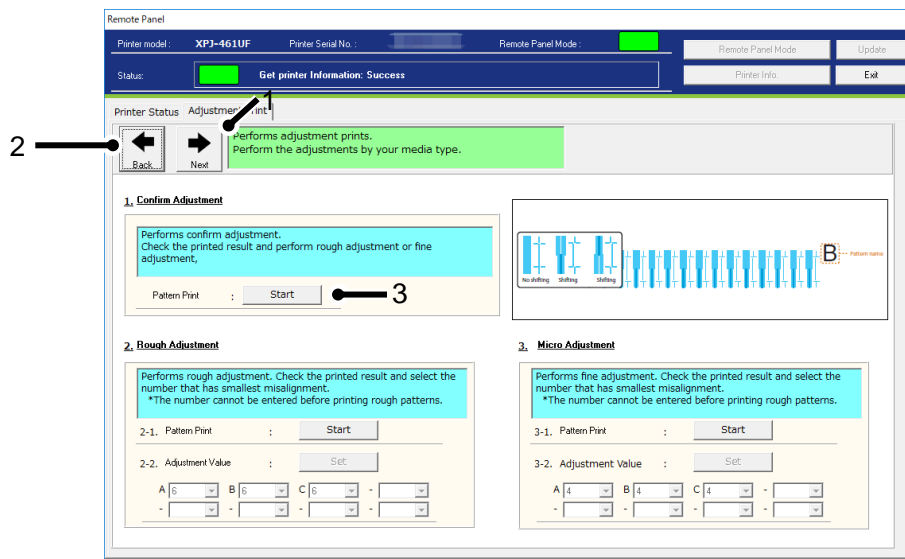 Remote Panel
Printer model : XPJ-461UF Printer Serial No. : Remote Panel Mode :
Remote Panel Mode Update
Status: Get printer Information: Success
Printer Info. Exit
1
Printer Status Adjustment Print
2
Back Next
Performs adjustment prints.
Perform the adjustments by your media type.
1. Confirm Adjustment
Performs confirm adjustment.
Check the printed result and perform rough adjustment or fine
adjustment,
Pattern Print : Start
3
No shifting Shifting Shifting
B Pattern name
2. Rough Adjustment
Performs rough adjustment. Check the printed result and select the
number that has smallest misalignment.
*The number cannot be entered before printing rough patterns.
2-1. Pattern Print : Start
2-2. Adjustment Value : Set
A 6 B 6 C 6 -
- - - -
3. Micro Adjustment
Performs fine adjustment. Check the printed result and select the
number that has smallest misalignment.
*The number cannot be entered before printing rough patterns.
3-1. Pattern Print : Start
3-2. Adjustment Value : Set
A 4 B 4 C 4 -
- - - -